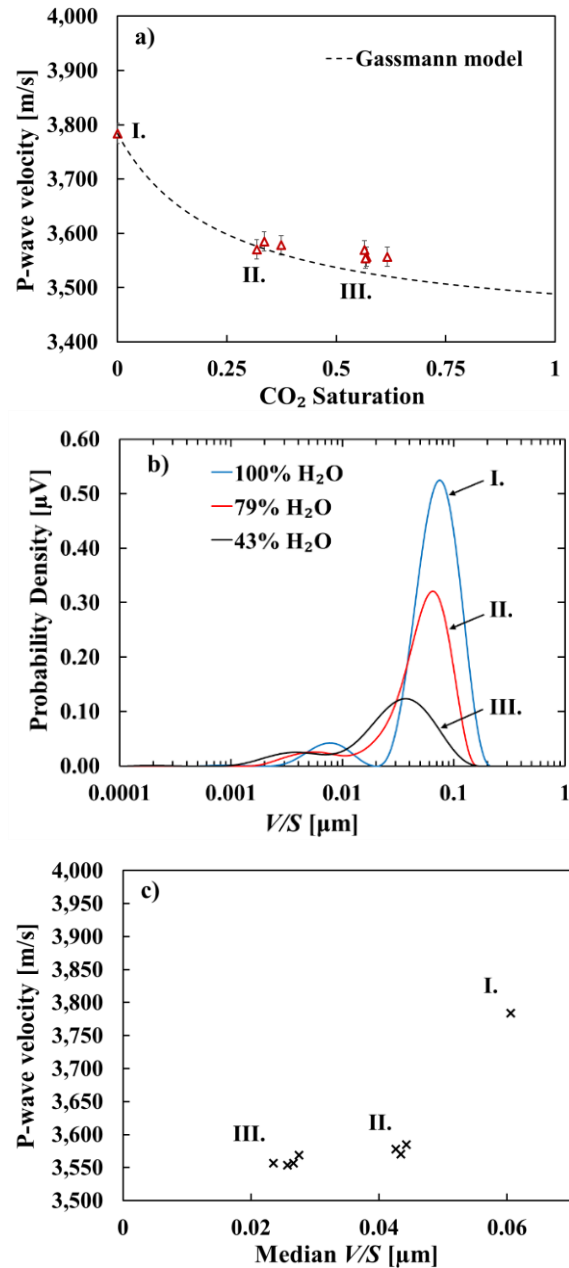 4,000
a)
Gassmann model
3,900
3,800
I.
3,700
3,600
II.
III.
3,500
3,400
P-wave velocity [m/s]
0
0.25
0.5
0.75
1
CO₂ Saturation
0.60
b)
100% H₂O
I.
0.50
79% H₂O
0.40
43% H₂O
0.30
II.
0.20
III.
0.10
0.00
Probability Density [µV]
0.0001
0.001
0.01
0.1
1
V/S [µm]
4,000
c)
3,950
3,900
3,850
3,800
I.
3,750
3,700
3,650
3,600
III.
II.
3,550
3,500
P-wave velocity [m/s]
0
0.02
0.04
0.06
Median V/S [µm]